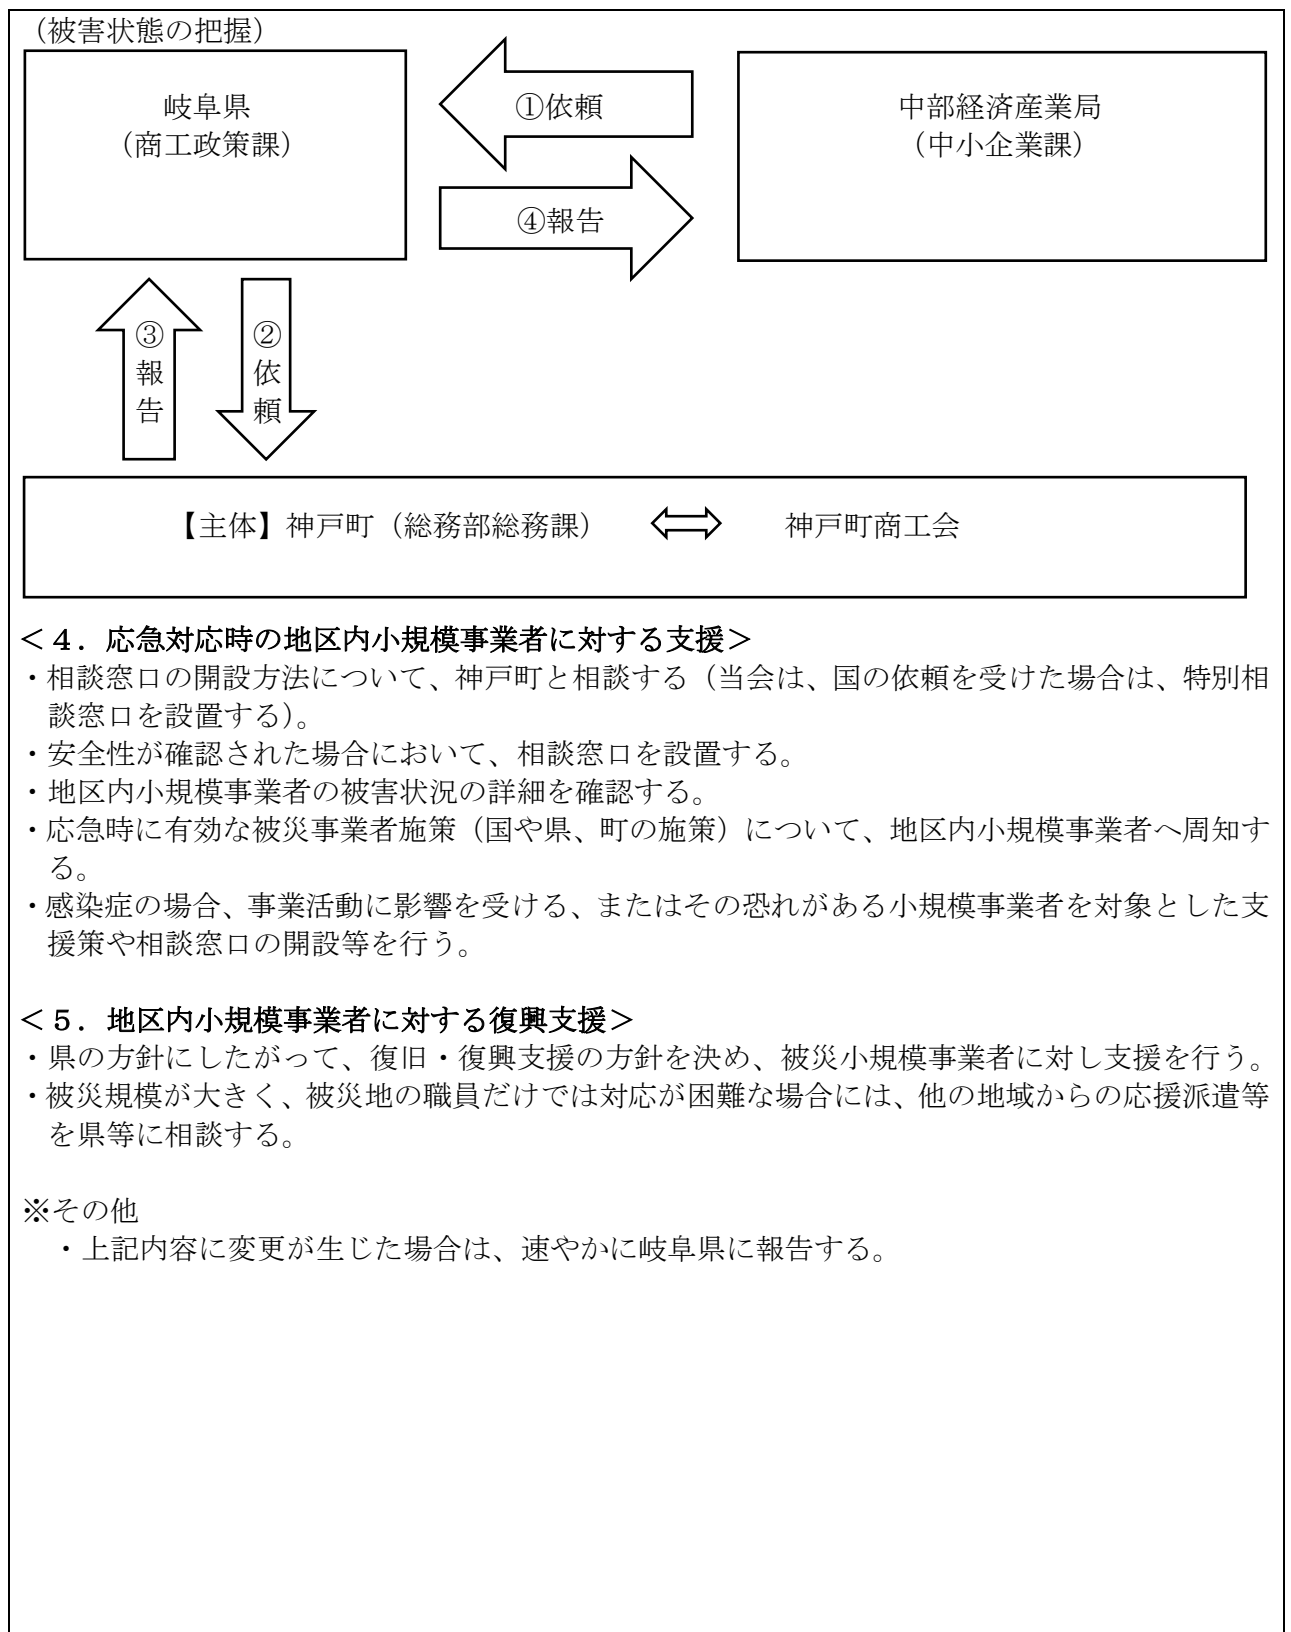 （被害状態の把握）
岐阜県
（商工政策課）
①依頼
中部経済産業局
（中小企業課）
④報告
③報告
②依頼
【主体】神戸町（総務部総務課）
神戸町商工会
＜４．応急対応時の地区内小規模事業者に対する支援＞
・相談窓口の開設方法について、神戸町と相談する（当会は、国の依頼を受けた場合は、特別相
談窓口を設置する）。
・安全性が確認された場合において、相談窓口を設置する。
・地区内小規模事業者の被害状況の詳細を確認する。
・応急時に有効な被災事業者施策（国や県、町の施策）について、地区内小規模事業者へ周知す
る。
・感染症の場合、事業活動に影響を受ける、またはその恐れがある小規模事業者を対象とした支
援策や相談窓口の開設等を行う。
＜５．地区内小規模事業者に対する復興支援＞
・県の方針にしたがって、復旧・復興支援の方針を決め、被災小規模事業者に対し支援を行う。
・被災規模が大きく、被災地の職員だけでは対応が困難な場合には、他の地域からの応援派遣等
を県等に相談する。
※その他
・上記内容に変更が生じた場合は、速やかに岐阜県に報告する。